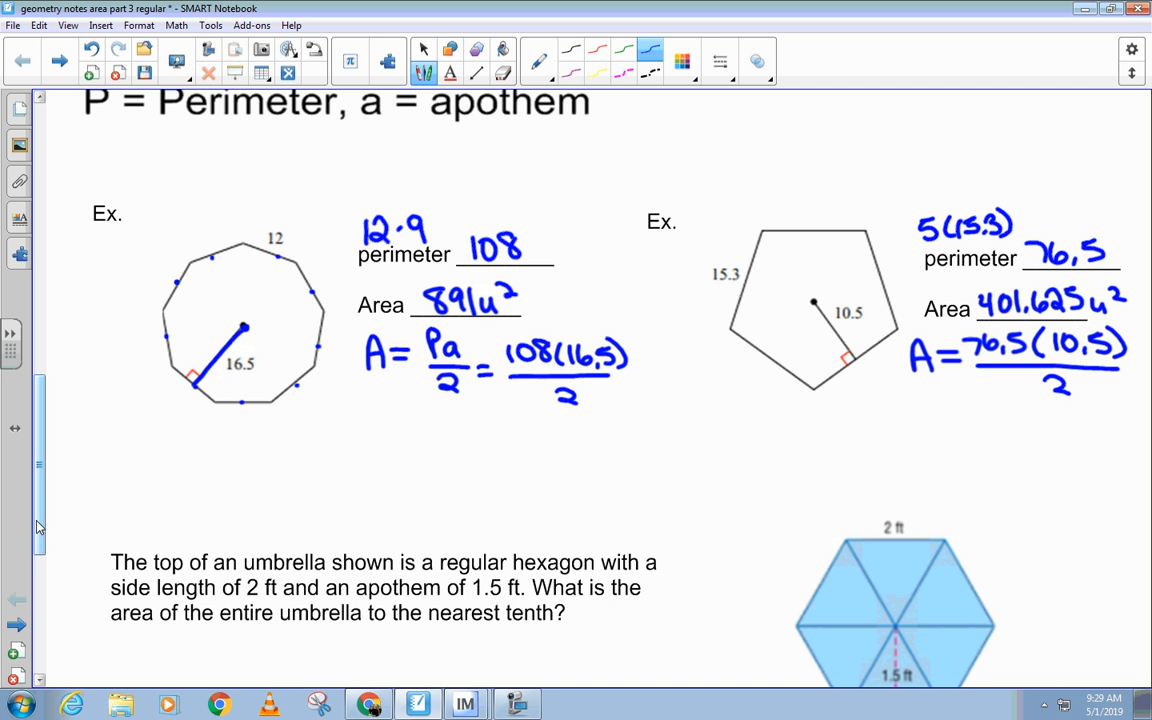 geometry notes area part 3 regular * - SMART Notebook
File Edit View Insert Format Math Tools Add-ons Help
P = Perimeter, a = apothem
Ex.
12
16.5
12·9
perimeter 108
Area 891u²
A = Pa/2 = 108(16.5)/2
Ex.
15.3
10.5
5(15.3)
perimeter 76.5
Area 401.625u²
A = 76.5(10.5)/2
The top of an umbrella shown is a regular hexagon with a
side length of 2 ft and an apothem of 1.5 ft. What is the
area of the entire umbrella to the nearest tenth?
2 ft
1.5 ft
IM
9:29 AM
5/1/2019